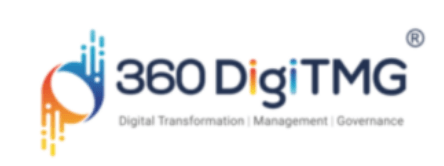 360 DigiTMG®
Digital Transformation | Management | Governance